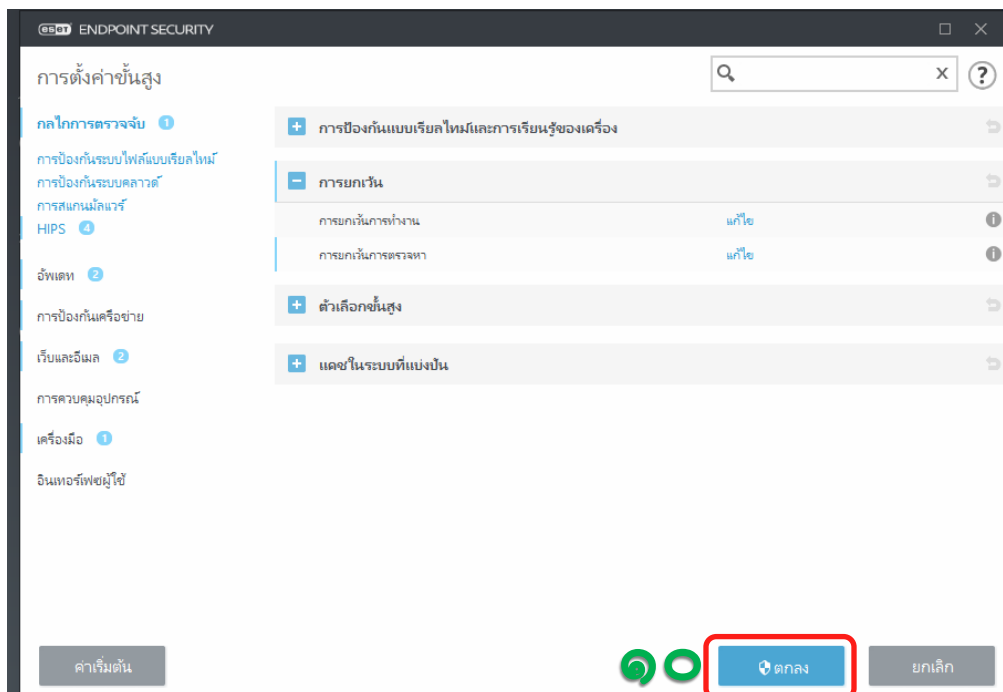 eset ENDPOINT SECURITY
การตั้งค่าขั้นสูง
x ?
กลไกการตรวจจับ 1
การป้องกันระบบไฟล์แบบเรียลไทม์
การป้องกันระบบคลาวด์
การสแกนมัลแวร์
HIPS 4
อัพเดท 2
การป้องกันเครือข่าย
เว็บและอีเมล 2
การควบคุมอุปกรณ์
เครื่องมือ 1
อินเทอร์เฟซผู้ใช้
การป้องกันแบบเรียลไทม์และการเรียนรู้ของเครื่อง
การยกเว้น
การยกเว้นการทำงาน แก้ไข
การยกเว้นการตรวจหา แก้ไข
ตัวเลือกขั้นสูง
แคชในระบบที่แบ่งปัน
ค่าเริ่มต้น ๑๐ ตกลง ยกเลิก